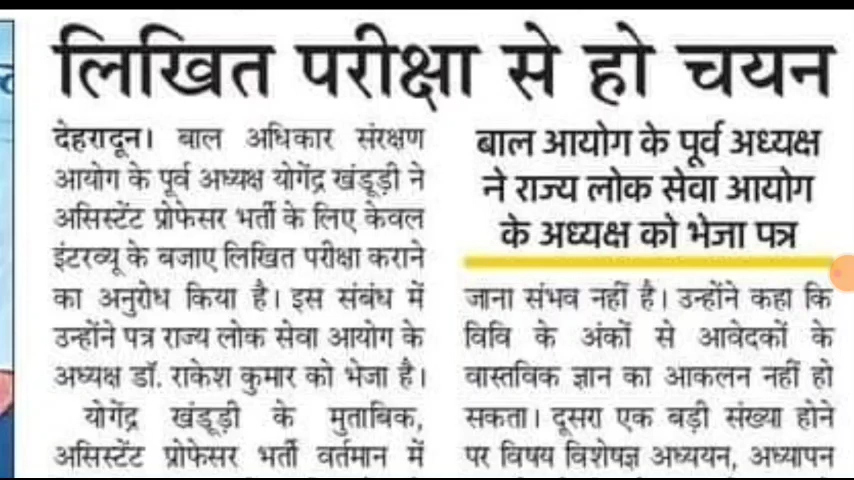 लिखित परीक्षा से हो चयन
देहरादून। बाल अधिकार संरक्षण
आयोग के पूर्व अध्यक्ष योगेंद्र खंडूड़ी ने
असिस्टेंट प्रोफेसर भर्ती के लिए केवल
इंटरव्यू के बजाए लिखित परीक्षा कराने
का अनुरोध किया है। इस संबंध में
उन्होंने पत्र राज्य लोक सेवा आयोग के
अध्यक्ष डॉ. राकेश कुमार को भेजा है।
योगेंद्र खंडूड़ी के मुताबिक,
असिस्टेंट प्रोफेसर भर्ती वर्तमान में
बाल आयोग के पूर्व अध्यक्ष
ने राज्य लोक सेवा आयोग
के अध्यक्ष को भेजा पत्र
जाना संभव नहीं है। उन्होंने कहा कि
विवि के अंकों से आवेदकों के
वास्तविक ज्ञान का आकलन नहीं हो
सकता। दूसरा एक बड़ी संख्या होने
पर विषय विशेषज्ञ अध्ययन, अध्यापन